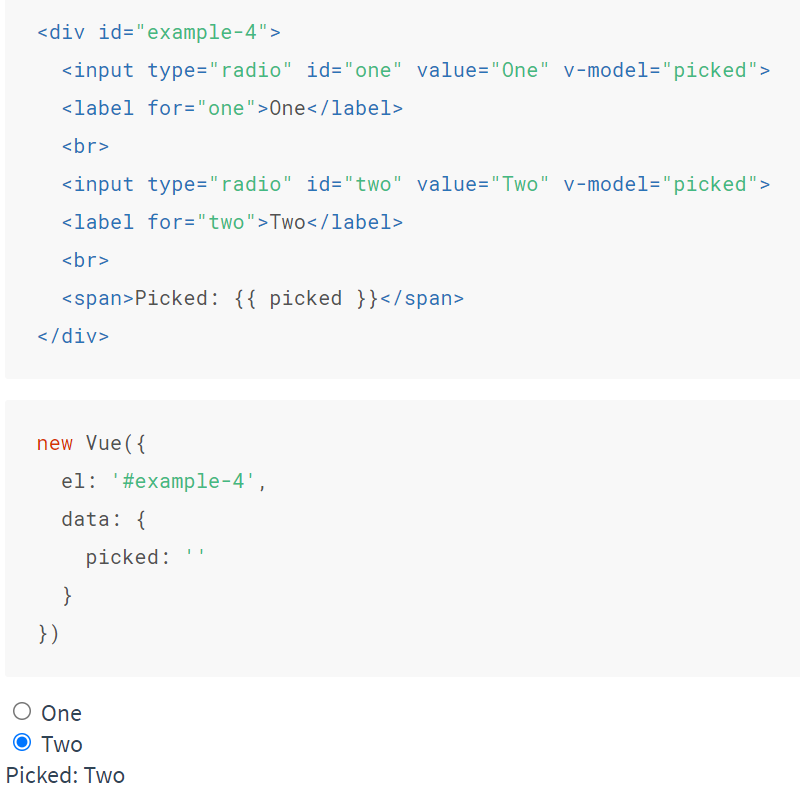 <div id="example-4">
  <input type="radio" id="one" value="One" v-model="picked">
  <label for="one">One</label>
  <br>
  <input type="radio" id="two" value="Two" v-model="picked">
  <label for="two">Two</label>
  <br>
  <span>Picked: {{ picked }}</span>
</div>
new Vue({
  el: '#example-4',
  data: {
    picked: ''
  }
})
One
Two
Picked: Two